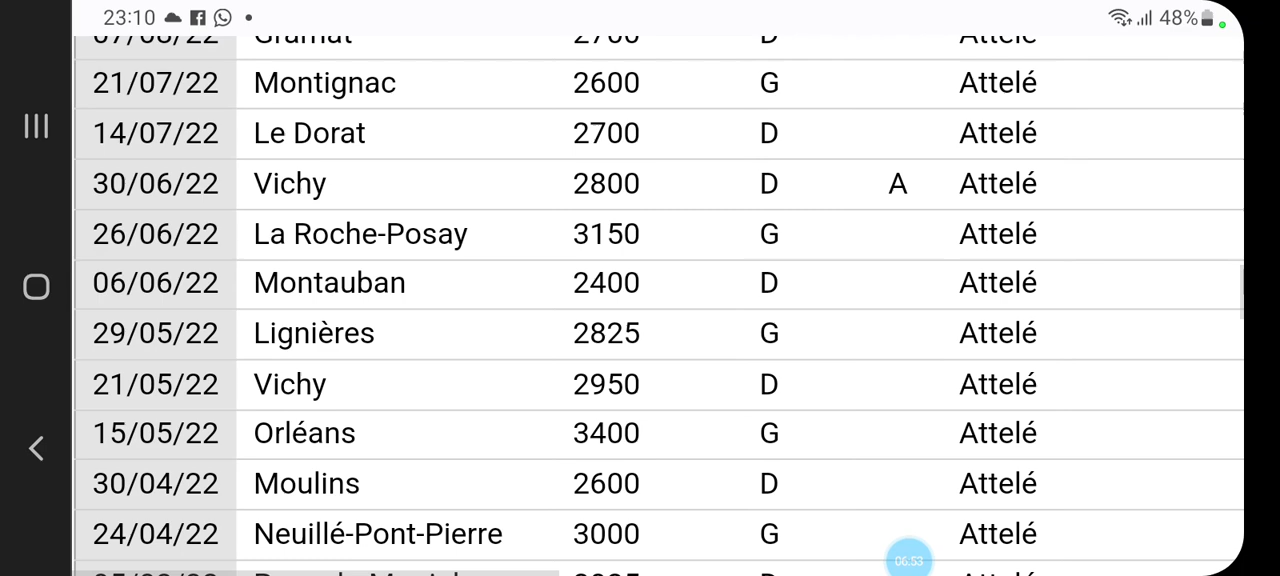 23:10 48%
21/07/22 Montignac 2600 G Attelé
14/07/22 Le Dorat 2700 D Attelé
30/06/22 Vichy 2800 D A Attelé
26/06/22 La Roche-Posay 3150 G Attelé
06/06/22 Montauban 2400 D Attelé
29/05/22 Lignières 2825 G Attelé
21/05/22 Vichy 2950 D Attelé
15/05/22 Orléans 3400 G Attelé
30/04/22 Moulins 2600 D Attelé
24/04/22 Neuillé-Pont-Pierre 3000 G Attelé
06:53